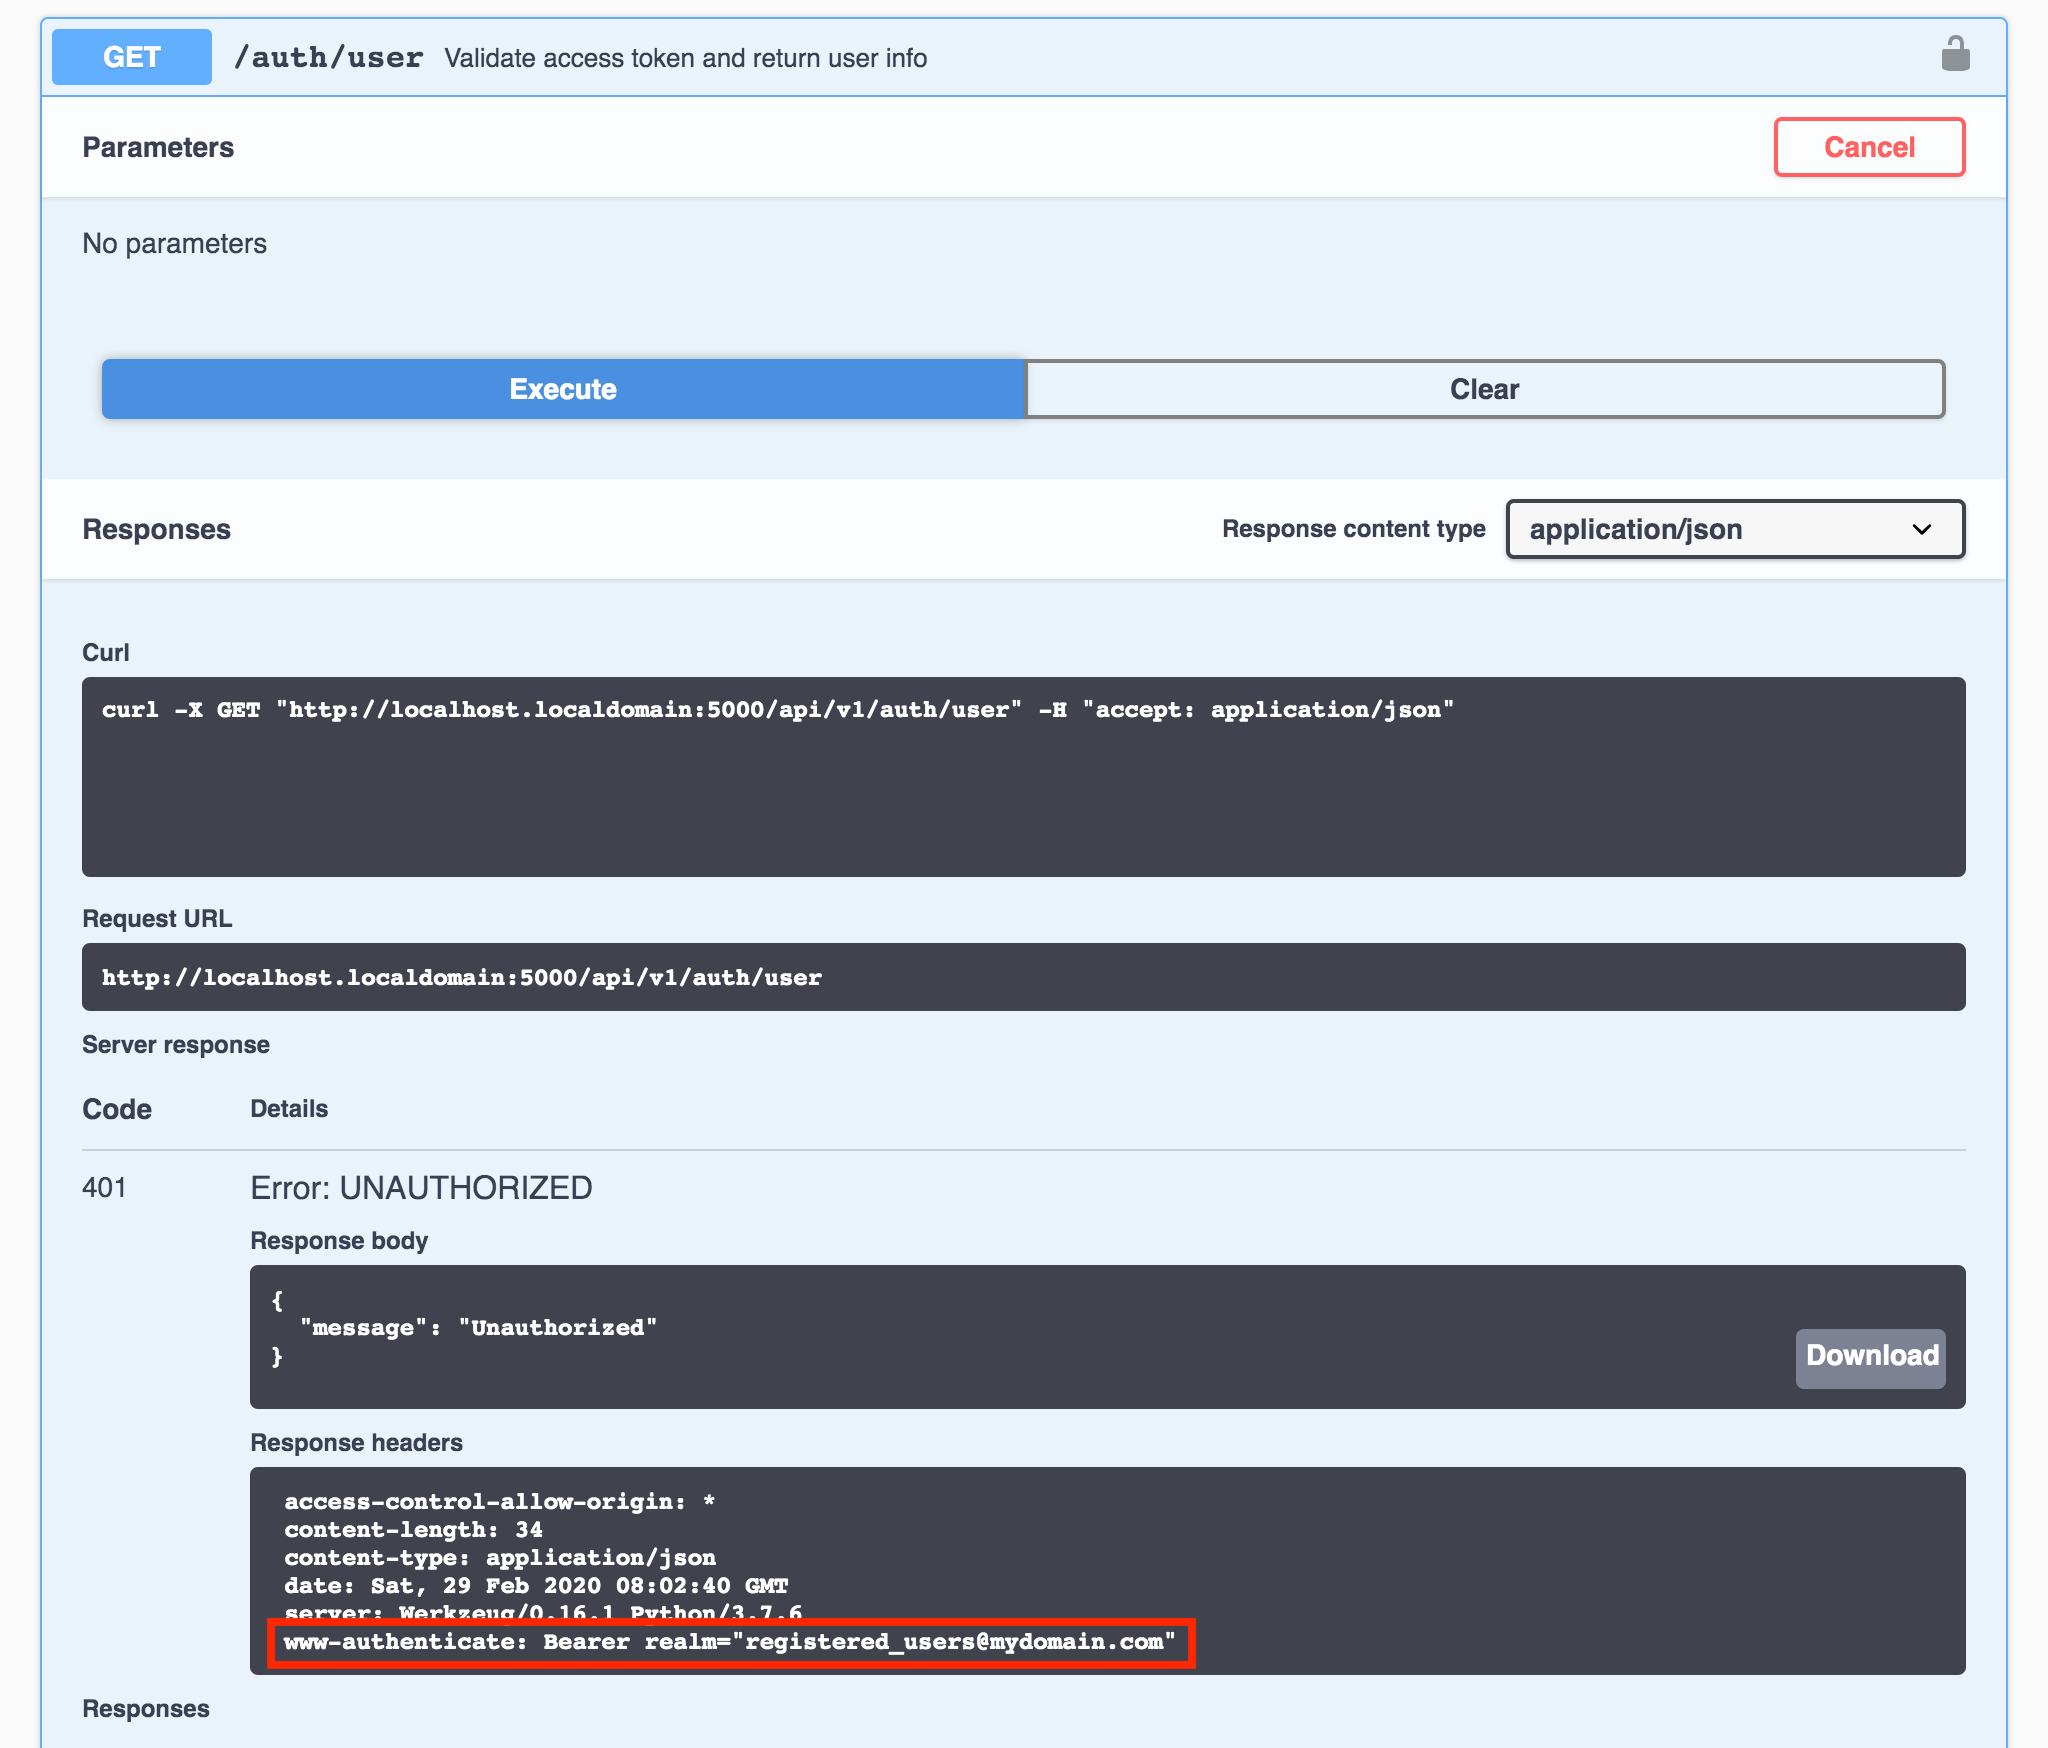 GET /auth/user Validate access token and return user info
Parameters Cancel
No parameters
Execute Clear
Responses Response content type application/json
Curl
curl -X GET "http://localhost.localdomain:5000/api/v1/auth/user" -H "accept: application/json"
Request URL
http://localhost.localdomain:5000/api/v1/auth/user
Server response
Code Details
401 Error: UNAUTHORIZED
Response body
{
"message": "Unauthorized"
}
Download
Response headers
access-control-allow-origin: *
content-length: 34
content-type: application/json
date: Sat, 29 Feb 2020 08:02:40 GMT
server: Werkzeug/0.16.1 Python/3.7.6
www-authenticate: Bearer realm="registered_users@mydomain.com"
Responses